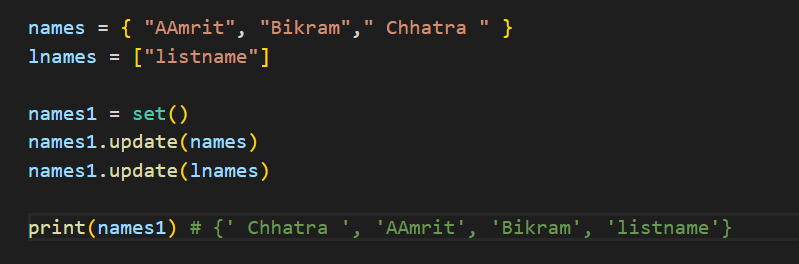 names = { "AAmrit", "Bikram"," Chhatra " }
lnames = ["listname"]
names1 = set()
names1.update(names)
names1.update(lnames)
print(names1) # {' Chhatra ', 'AAmrit', 'Bikram', 'listname'}